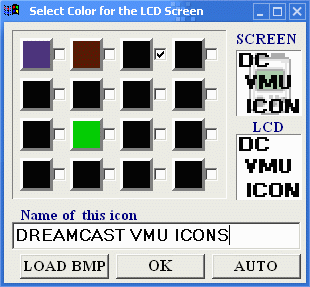 Select Color for the LCD Screen
SCREEN
DC
VMU
ICON
LCD
DC
VMU
ICON
Name of this icon
DREAMCAST VMU ICONS
LOAD BMP
OK
AUTO